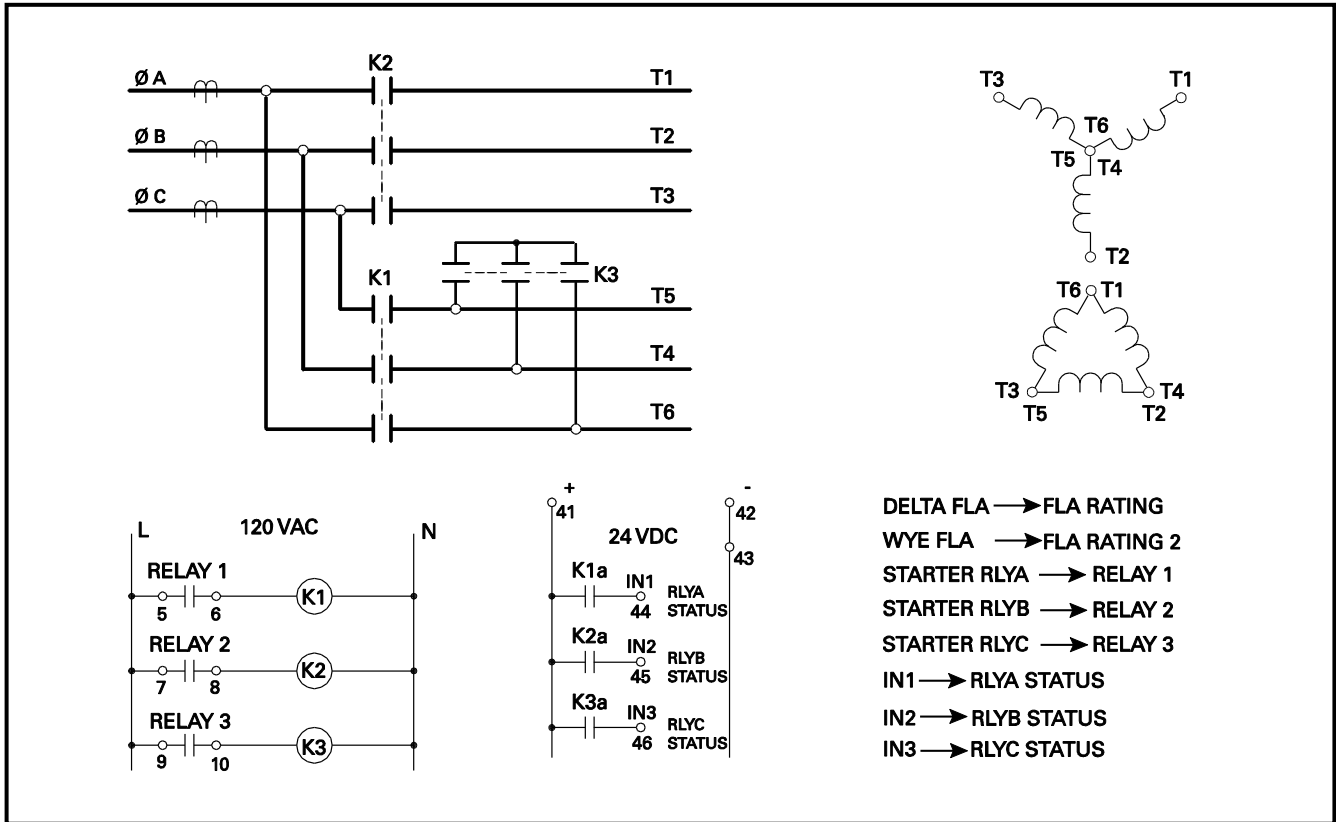 K2
Ø A
T1
Ø B
T2
Ø C
T3
K1
K3
T5
T4
T6
T3
T1
T6
T5
T4
T2
T6
T1
T3
T4
T5
T2
L
120 VAC
N
RELAY 1
5
6
K1
RELAY 2
7
8
K2
RELAY 3
9
10
K3
+
-
41
42
24 VDC
43
K1a
IN1
RLYA
STATUS
44
K2a
IN2
RLYB
STATUS
45
K3a
IN3
RLYC
STATUS
46
DELTA FLA → FLA RATING
WYE FLA → FLA RATING 2
STARTER RLYA → RELAY 1
STARTER RLYB → RELAY 2
STARTER RLYC → RELAY 3
IN1 → RLYA STATUS
IN2 → RLYB STATUS
IN3 → RLYC STATUS